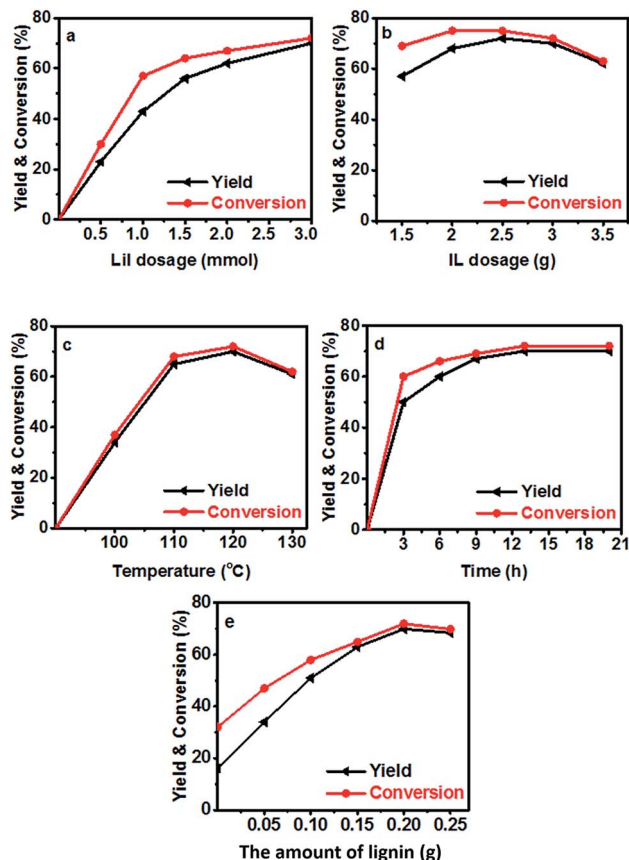 a
Yield & Conversion (%)
80
60
40
20
0
Yield
Conversion
0.5 1.0 1.5 2.0 2.5 3.0
LiI dosage (mmol)
b
Yield & Conversion (%)
80
60
40
20
0
Yield
Conversion
1.5 2 2.5 3 3.5
IL dosage (g)
c
Yield & Conversion (%)
80
60
40
20
0
Yield
Conversion
100 110 120 130
Temperature (°C)
d
Yield & Conversion (%)
80
60
40
20
0
Yield
Conversion
3 6 9 12 15 18 21
Time (h)
e
Yield & Conversion (%)
80
60
40
20
0
Yield
Conversion
0.05 0.10 0.15 0.20 0.25
The amount of lignin (g)